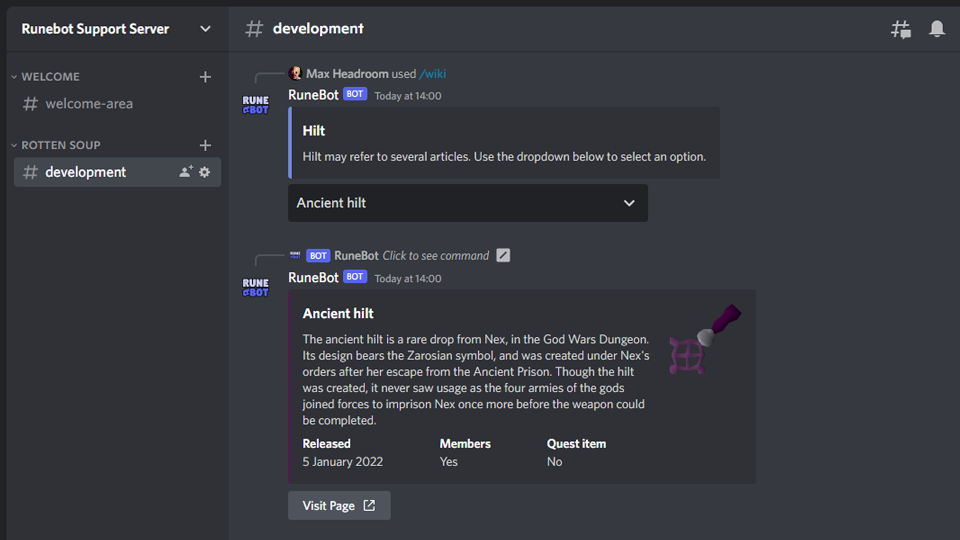 Runebot Support Server
# development
WELCOME
# welcome-area
ROTTEN SOUP
# development
Max Headroom used /wiki
RUNE BOT
RuneBot BOT Today at 14:00
Hilt
Hilt may refer to several articles. Use the dropdown below to select an option.
Ancient hilt
BOT RuneBot Click to see command
RUNE BOT
RuneBot BOT Today at 14:00
Ancient hilt
The ancient hilt is a rare drop from Nex, in the God Wars Dungeon.
Its design bears the Zarosian symbol, and was created under Nex's
orders after her escape from the Ancient Prison. Though the hilt
was created, it never saw usage as the four armies of the gods
joined forces to imprison Nex once more before the weapon could
be completed.
Released Members Quest item
5 January 2022 Yes No
Visit Page